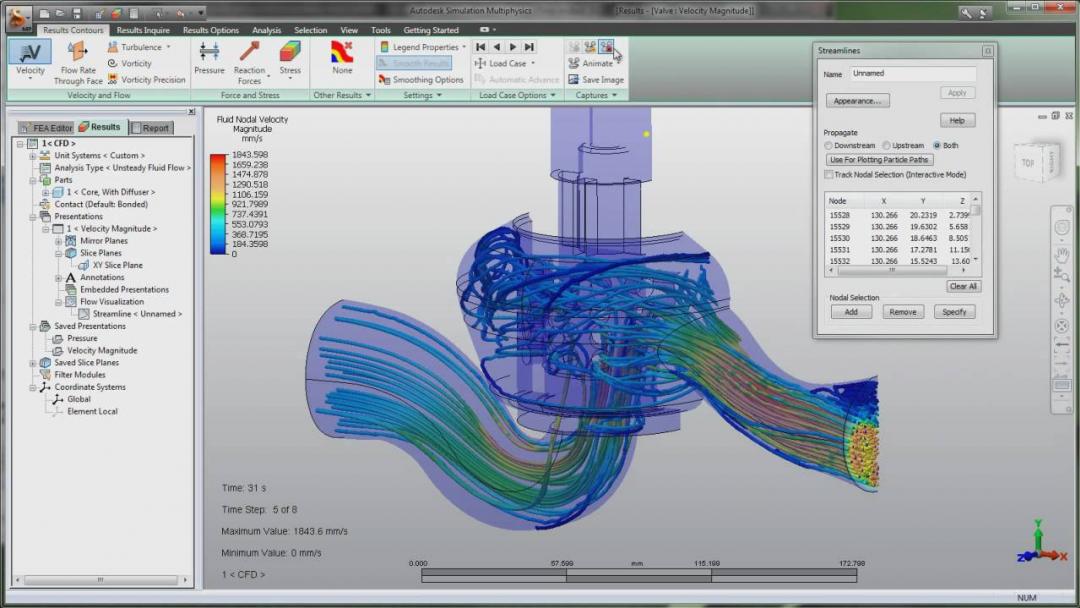 Autodesk Simulation Multiphysics
[Results - [Valve : Velocity Magnitude]]
Results Contours
Results Inquire
Results Options
Analysis
Selection
View
Tools
Getting Started
Velocity
Flow Rate
Through Face
Turbulence
Vorticity
Vorticity Precision
Velocity and Flow
Pressure
Reaction
Forces
Stress
Force and Stress
None
Other Results
Legend Properties
Smooth Results
Smoothing Options
Settings
Load Case
Automatic Advance
Load Case Options
Animate
Save Image
Captures
FEA Editor
Results
Report
1< CFD >
Unit Systems < Custom >
Analysis Type < Unsteady Fluid Flow >
Parts
1 < Core, With Diffuser >
Contact (Default: Bonded)
Presentations
1 < Velocity Magnitude >
Mirror Planes
Slice Planes
XY Slice Plane
Annotations
Embedded Presentations
Flow Visualization
Streamline < Unnamed >
Saved Presentations
Pressure
Velocity Magnitude
Saved Slice Planes
Filter Modules
Coordinate Systems
Global
Element Local
Fluid Nodal Velocity
Magnitude
mm/s
1843.598
1659.238
1474.878
1290.518
1106.159
921.7989
737.4391
553.0793
368.7195
184.3598
0
Time: 31 s
Time Step: 5 of 8
Maximum Value: 1843.6 mm/s
Minimum Value: 0 mm/s
1 < CFD >
0.000
57.599
mm
115.199
172.798
Streamlines
Name
Unnamed
Appearance...
Apply
Help
Propagate
Downstream
Upstream
Both
Use For Plotting Particle Paths
Track Nodal Selection (Interactive Mode)
Node X Y Z
15528 130.266 20.2319 2.739
15529 130.266 19.6302 5.658
15530 130.266 18.6463 8.505
15531 130.266 17.2781 11.15
15532 130.266 15.5243 13.60
Clear All
Nodal Selection
Add
Remove
Specify
TOP
Y
Z
X
NUM